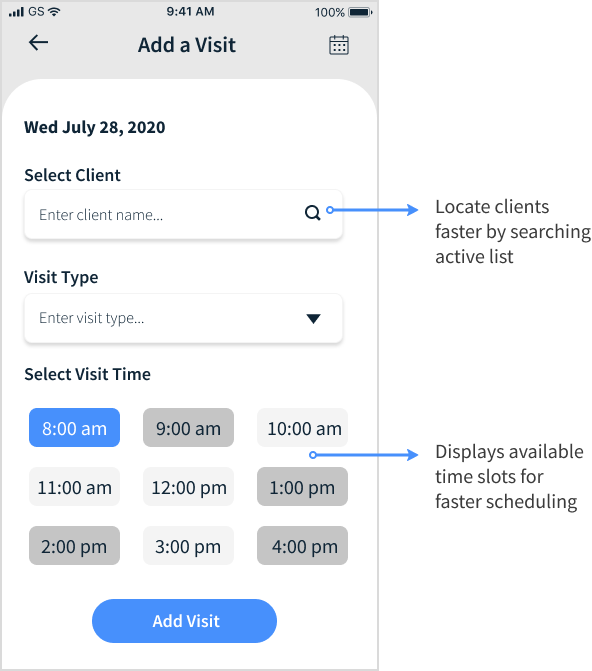 GS 9:41 AM 100%
Add a Visit
Wed July 28, 2020
Select Client
Enter client name...
Locate clients
faster by searching
active list
Visit Type
Enter visit type...
Select Visit Time
8:00 am 9:00 am 10:00 am
Displays available
time slots for
faster scheduling
11:00 am 12:00 pm 1:00 pm
2:00 pm 3:00 pm 4:00 pm
Add Visit